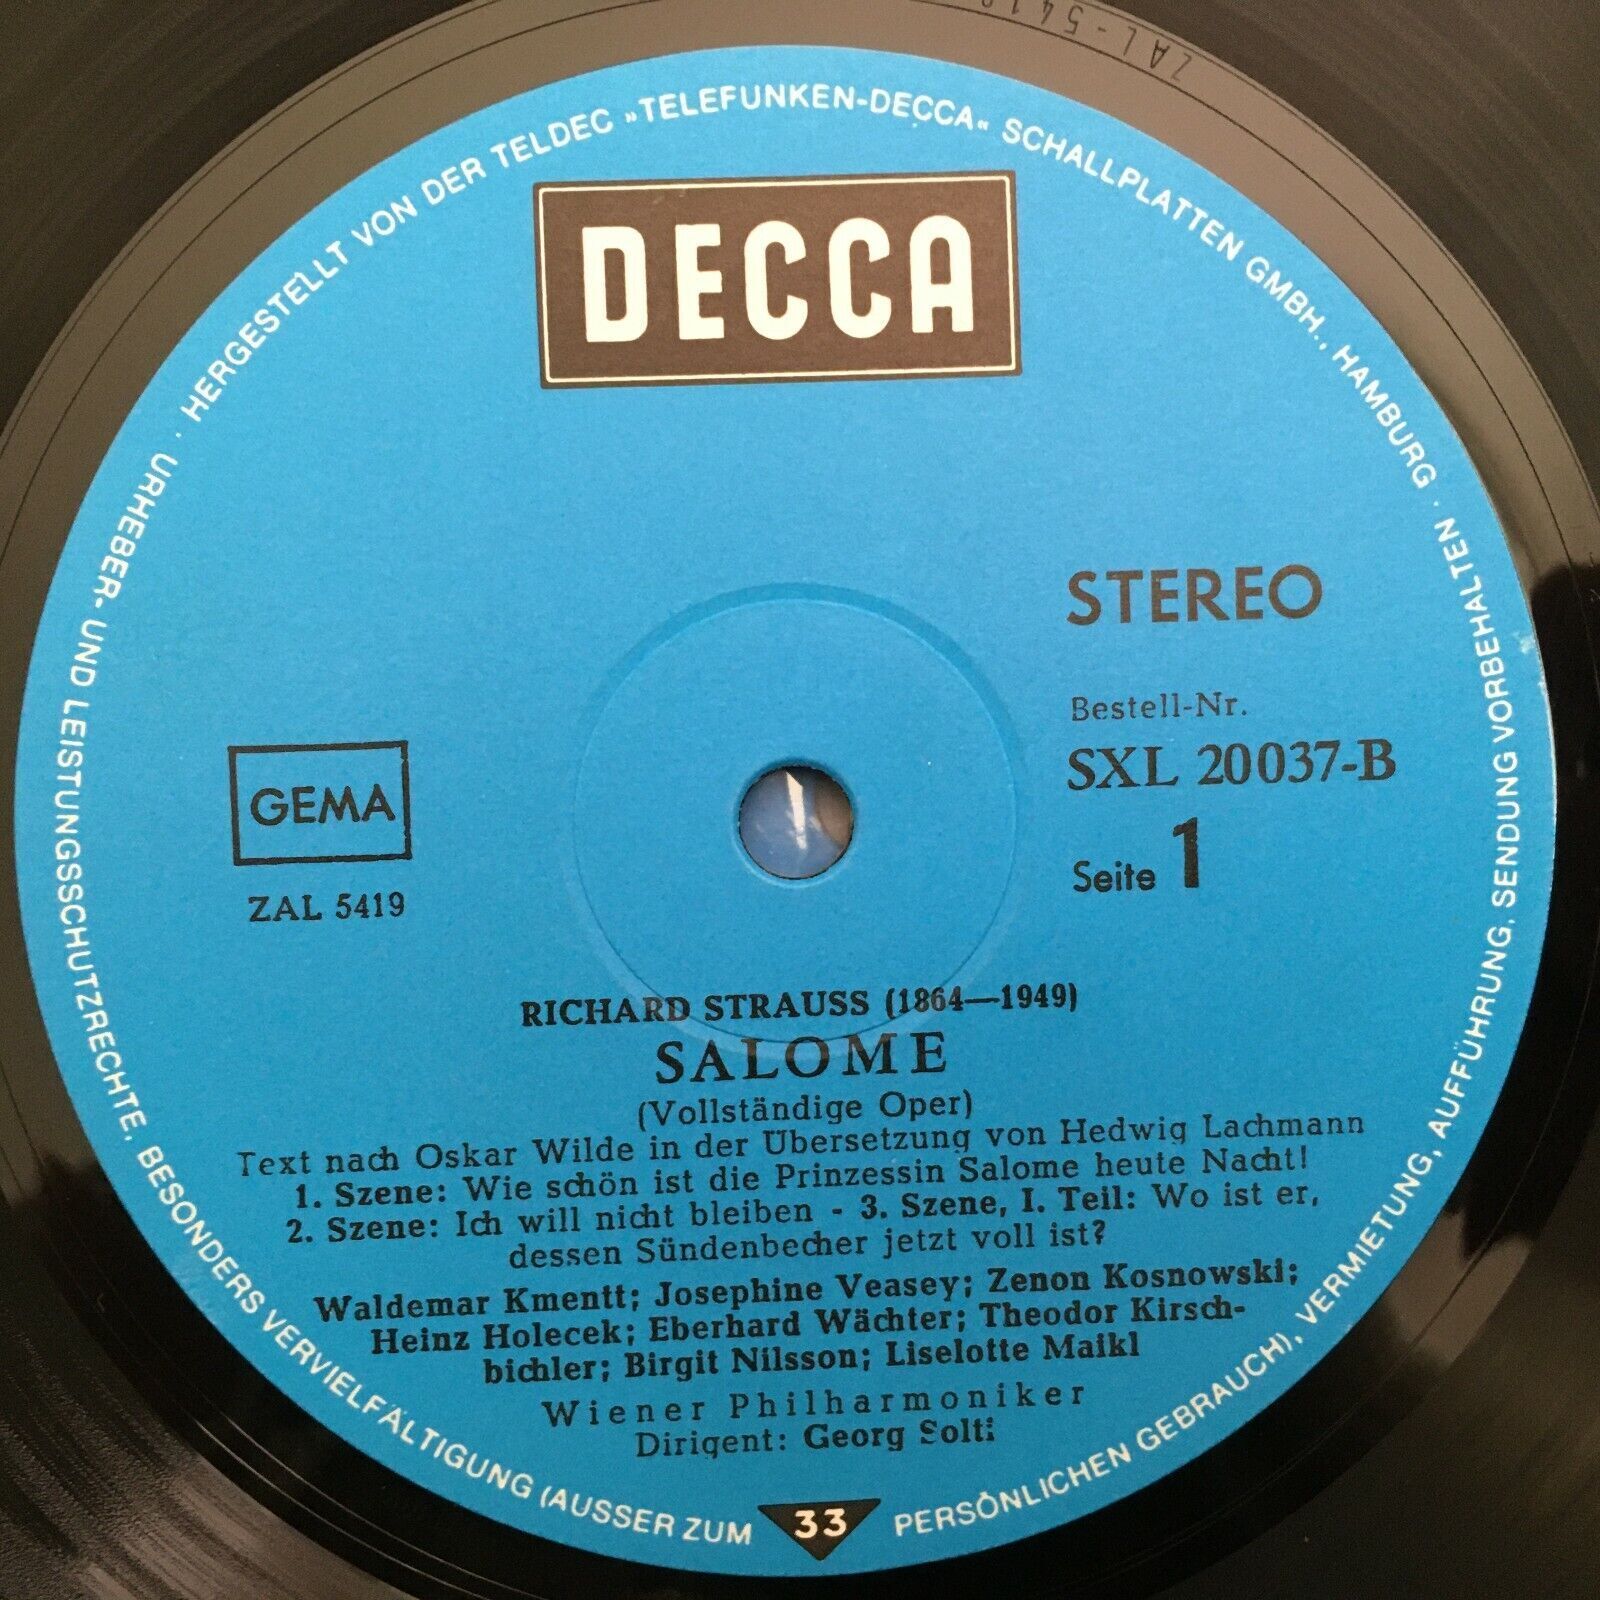 ZAL-541
HERGESTELLT VON DER TELDEC »TELEFUNKEN-DECCA« SCHALLPLATTEN GMBH., HAMBURG · URHEBER- UND LEISTUNGSSCHUTZRECHTE, BESONDERS VERVIELFÄLTIGUNG (AUSSER ZUM PERSÖNLICHEN GEBRAUCH), VERMIETUNG, AUFFÜHRUNG, SENDUNG VORBEHALTEN ·
DECCA
STEREO
Bestell-Nr.
SXL 20037-B
Seite 1
GEMA
ZAL 5419
RICHARD STRAUSS (1864—1949)
SALOME
(Vollständige Oper)
Text nach Oskar Wilde in der Übersetzung von Hedwig Lachmann
1. Szene: Wie schön ist die Prinzessin Salome heute Nacht!
2. Szene: Ich will nicht bleiben - 3. Szene, I. Teil: Wo ist er,
dessen Sündenbecher jetzt voll ist?
Waldemar Kmentt; Josephine Veasey; Zenon Kosnowski;
Heinz Holecek; Eberhard Wächter; Theodor Kirsch-
bichler; Birgit Nilsson; Liselotte Maikl
Wiener Philharmoniker
Dirigent: Georg Solti
33